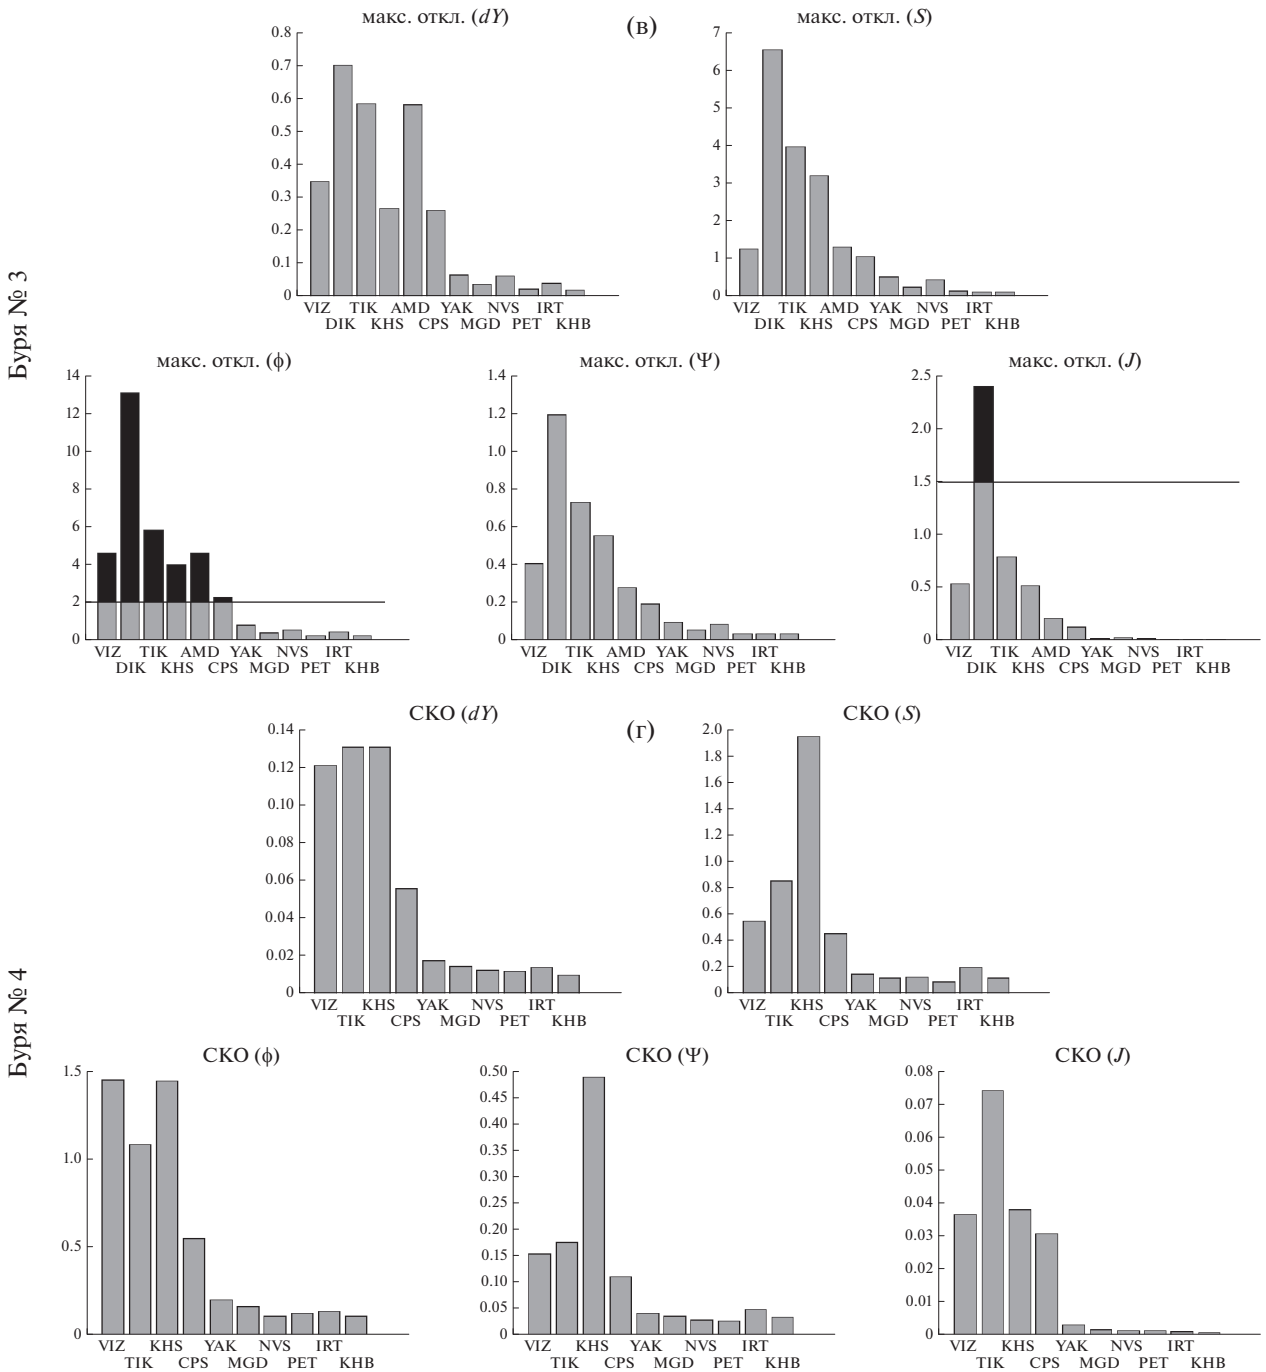 макс. откл. (dY)
(в)
макс. откл. (S)
0.8
0.7
0.6
0.5
0.4
0.3
0.2
0.1
0
VIZ TIK AMD YAK NVS IRT
DIK KHS CPS MGD PET KHB
7
6
5
4
3
2
1
0
VIZ TIK AMD YAK NVS IRT
DIK KHS CPS MGD PET KHB
Буря № 3
макс. откл. (ϕ)
14
12
10
8
6
4
2
0
VIZ TIK AMD YAK NVS IRT
DIK KHS CPS MGD PET KHB
макс. откл. (Ψ)
1.4
1.2
1.0
0.8
0.6
0.4
0.2
0
VIZ TIK AMD YAK NVS IRT
DIK KHS CPS MGD PET KHB
макс. откл. (J)
2.5
2.0
1.5
1.0
0.5
0
VIZ TIK AMD YAK IRT
DIK KHS CPS MGD PET KHB
СКО (dY)
(г)
СКО (S)
0.14
0.12
0.10
0.08
0.06
0.04
0.02
0
VIZ KHS YAK NVS IRT
TIK CPS MGD PET KHB
2.0
1.8
1.6
1.4
1.2
1.0
0.8
0.6
0.4
0.2
0
VIZ KHS YAK NVS IRT
TIK CPS MGD PET KHB
Буря № 4
СКО (ϕ)
1.5
1.0
0.5
0
VIZ KHS YAK NVS IRT
TIK CPS MGD PET KHB
СКО (Ψ)
0.50
0.45
0.40
0.35
0.30
0.25
0.20
0.15
0.10
0.05
0
VIZ KHS YAK NVS IRT
TIK CPS MGD PET KHB
СКО (J)
0.08
0.07
0.06
0.05
0.04
0.03
0.02
0.01
0
VIZ KHS YAK NVS IRT
TIK CPS MGD PET KHB